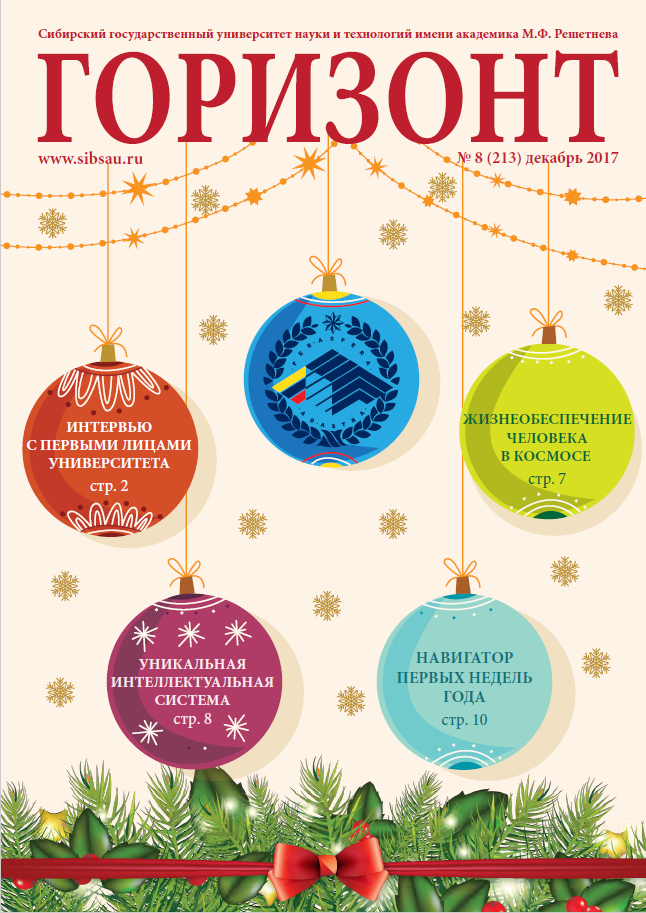 Сибирский государственный университет науки и технологий имени академика М.Ф. Решетнева
ГОРИЗОНТ
www.sibsau.ru
№ 8 (213) декабрь 2017
PER ASPERA
AD ASTRA
ИНТЕРВЬЮ
С ПЕРВЫМИ ЛИЦАМИ
УНИВЕРСИТЕТА
стр. 2
ЖИЗНЕОБЕСПЕЧЕНИЕ
ЧЕЛОВЕКА
В КОСМОСЕ
стр. 7
УНИКАЛЬНАЯ
ИНТЕЛЛЕКТУАЛЬНАЯ
СИСТЕМА
стр. 8
НАВИГАТОР
ПЕРВЫХ НЕДЕЛЬ
ГОДА
стр. 10